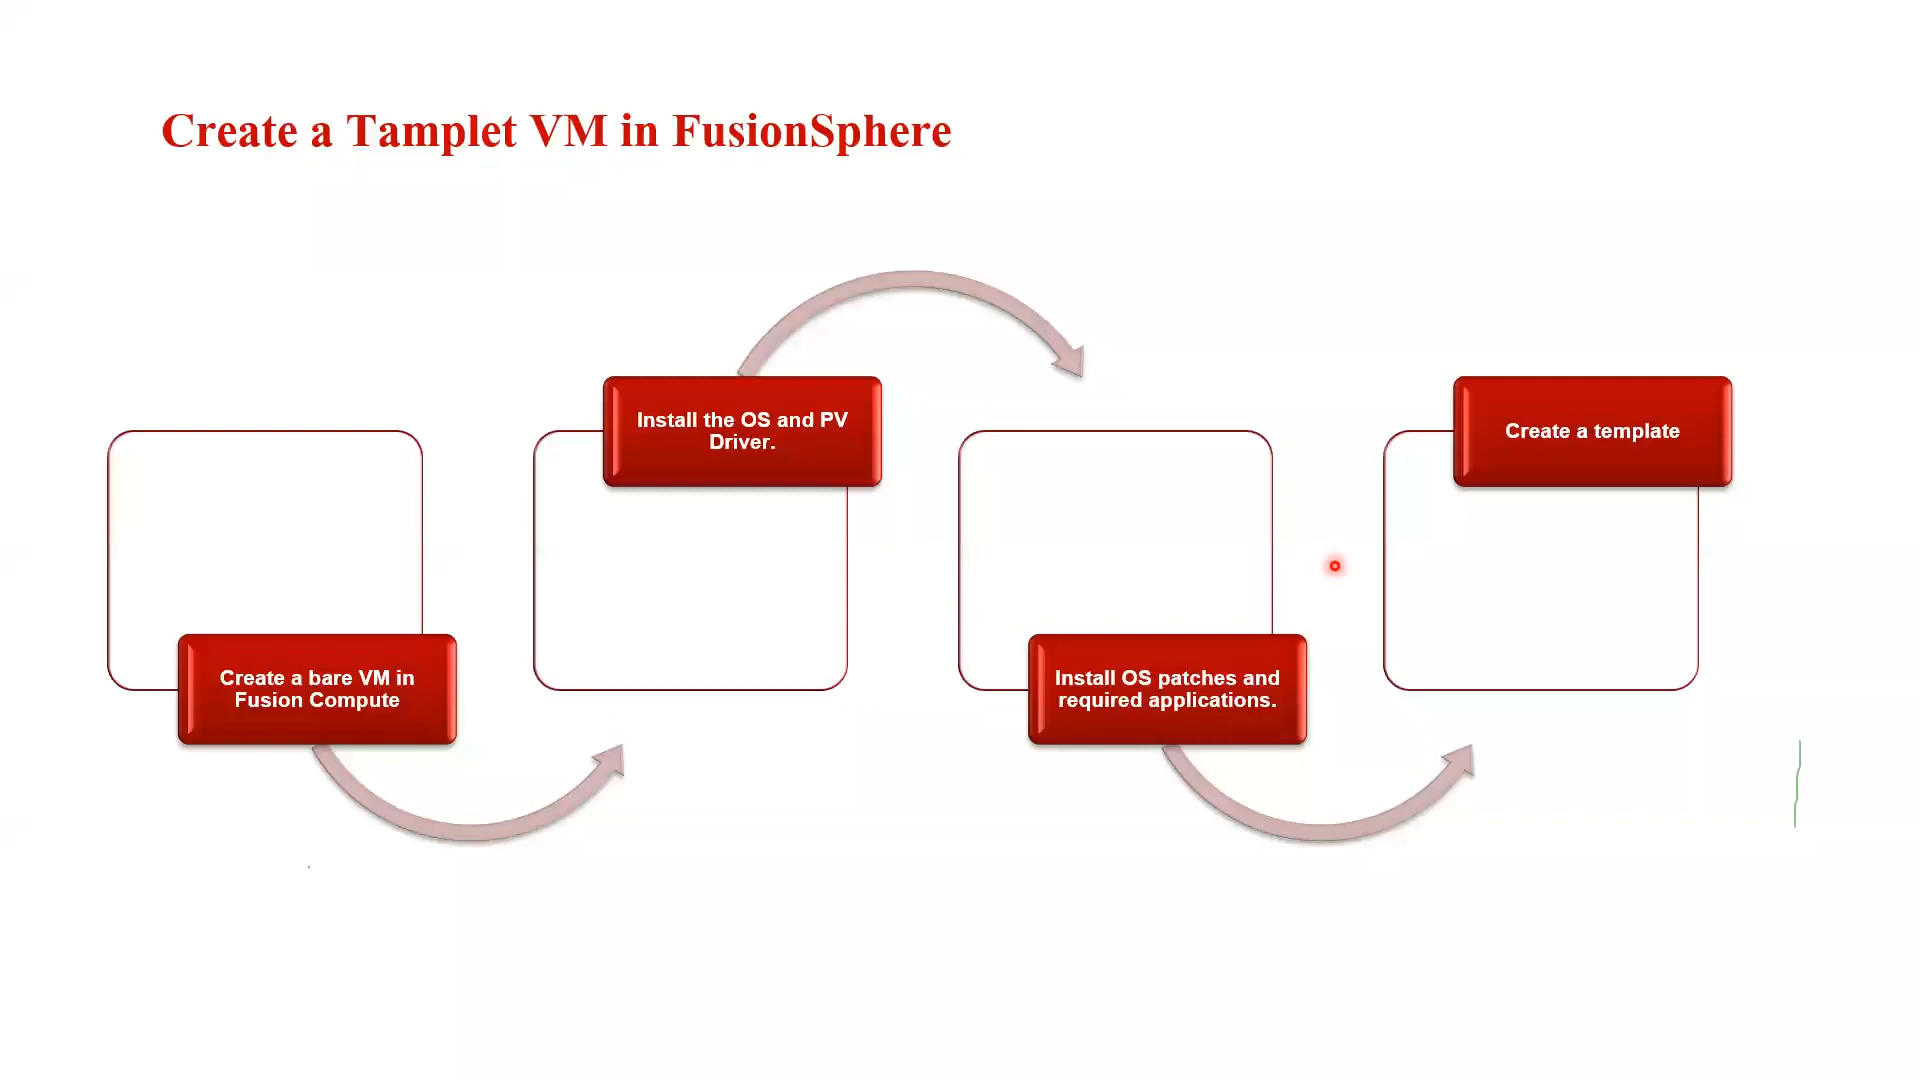 Create a Tamplet VM in FusionSphere
Create a bare VM in
Fusion Compute
Install the OS and PV
Driver.
Install OS patches and
required applications.
Create a template